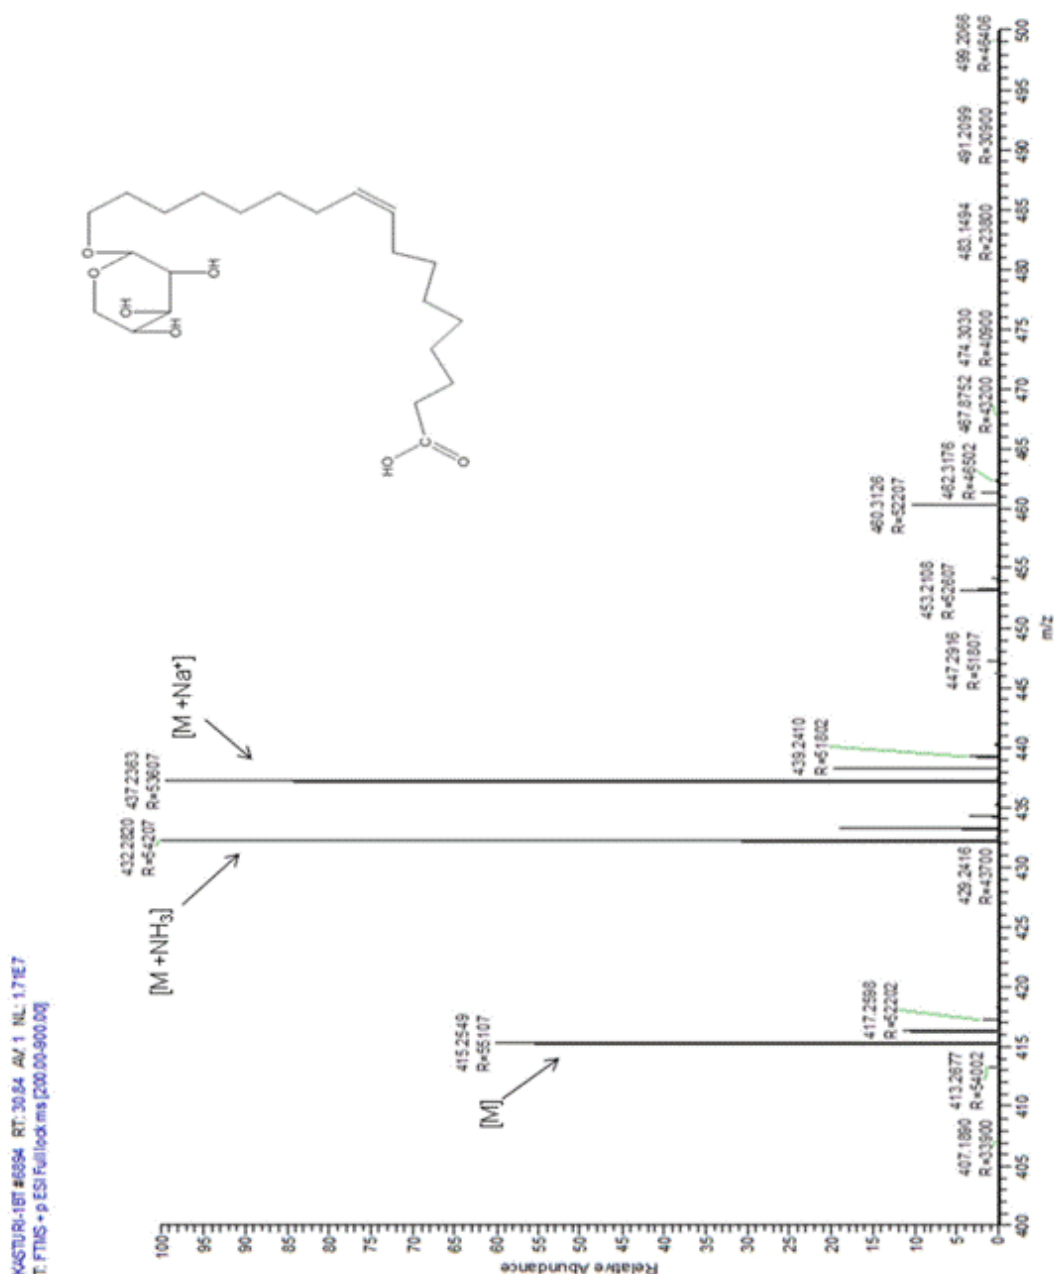 KASTURI-1BT #6894 RT: 30.84 AV: 1 NL: 1.71E7
T: FTMS + p ESI Full lock ms [200.00-900.00]
HO
C
O
O
O
OH
OH
OH
[M]
[M +NH₃]
[M +Na⁺]
407.1890
R=33900
413.2677
R=54002
415.2549
R=55107
417.2598
R=52202
429.2416
R=43700
432.2820
R=54207
437.2363
R=53607
439.2410
R=51802
447.2916
R=51807
453.2108
R=52607
460.3126
R=52207
462.3176
R=46502
467.8752
R=43200
474.3030
R=40900
483.1494
R=23800
491.2099
R=30900
499.2066
R=46406
Relative Abundance
100
95
90
85
80
75
70
65
60
55
50
45
40
35
30
25
20
15
10
5
0
400
405
410
415
420
425
430
435
440
445
450
455
460
465
470
475
480
485
490
495
500
m/z